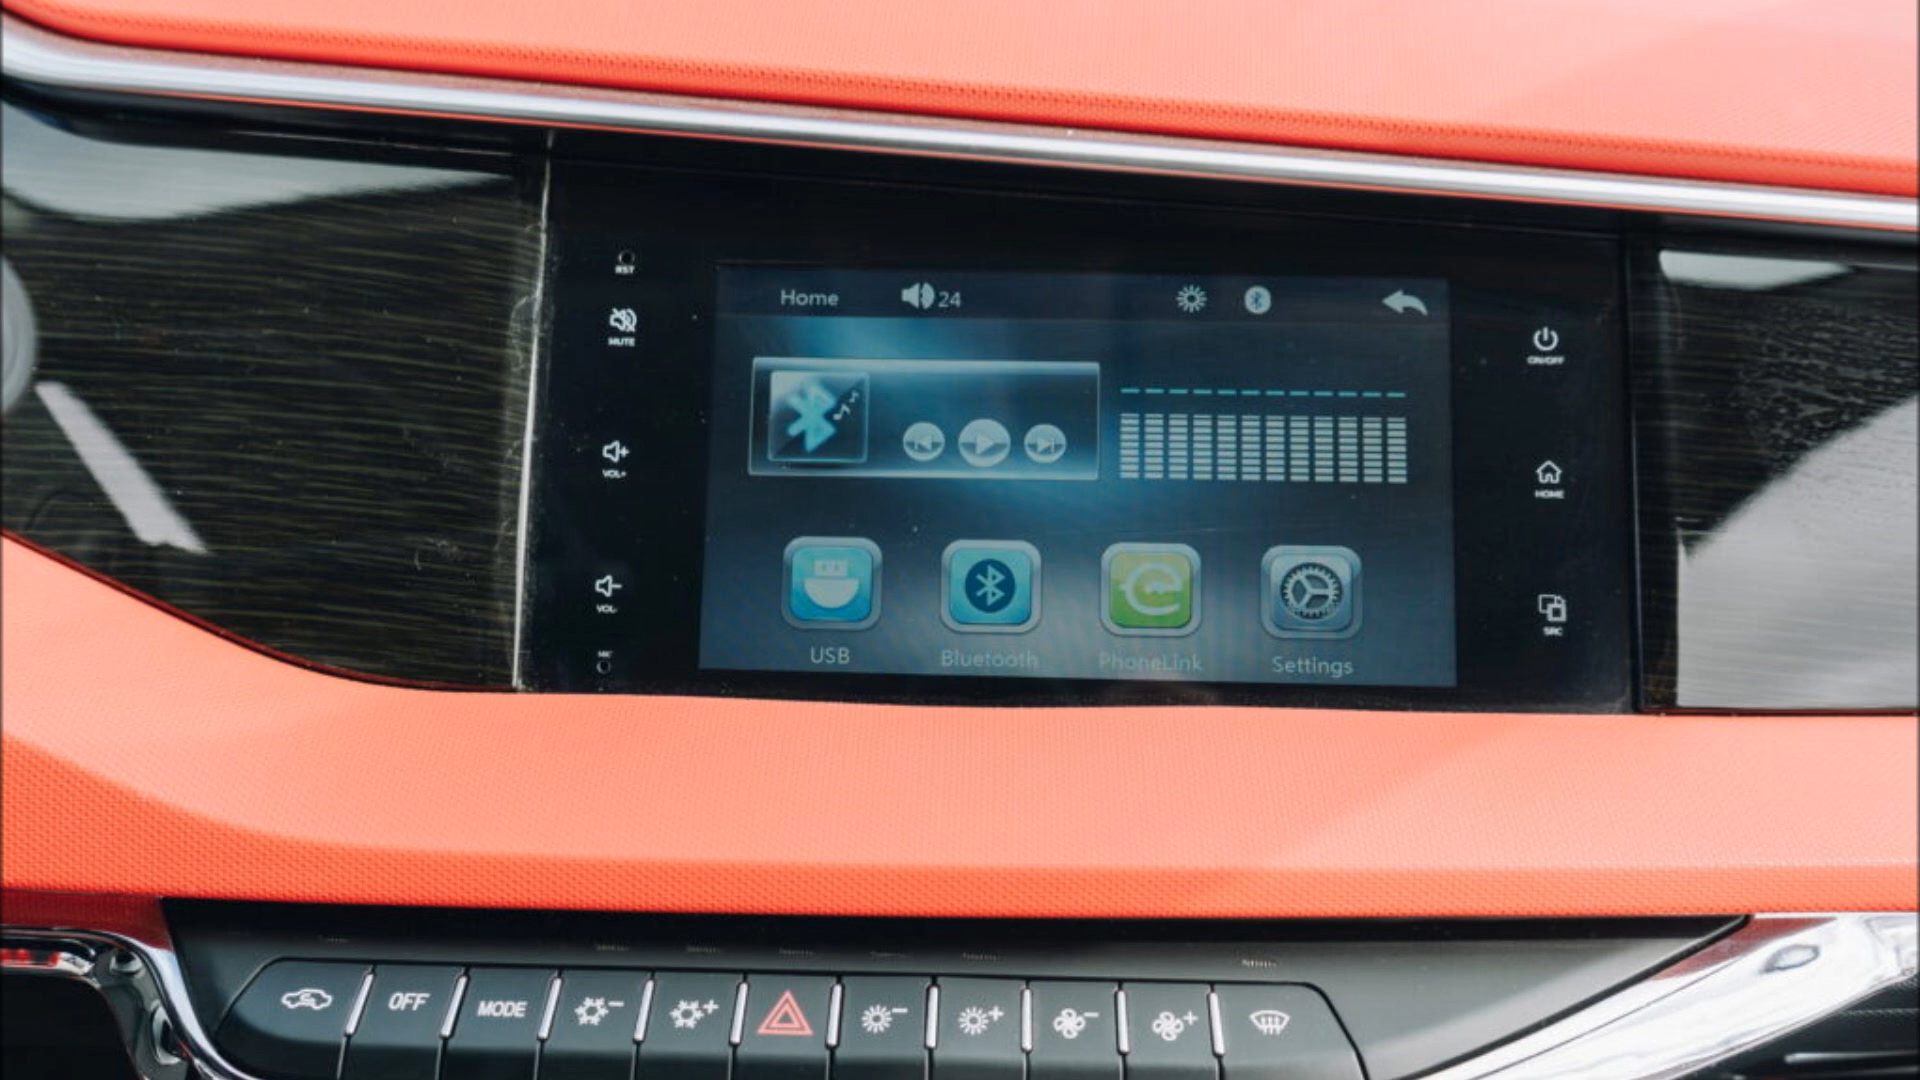 Home 24
RST
MUTE
VOL+
VOL-
MIC
USB Bluetooth PhoneLink Settings
ON/OFF
HOME
SRC
OFF MODE